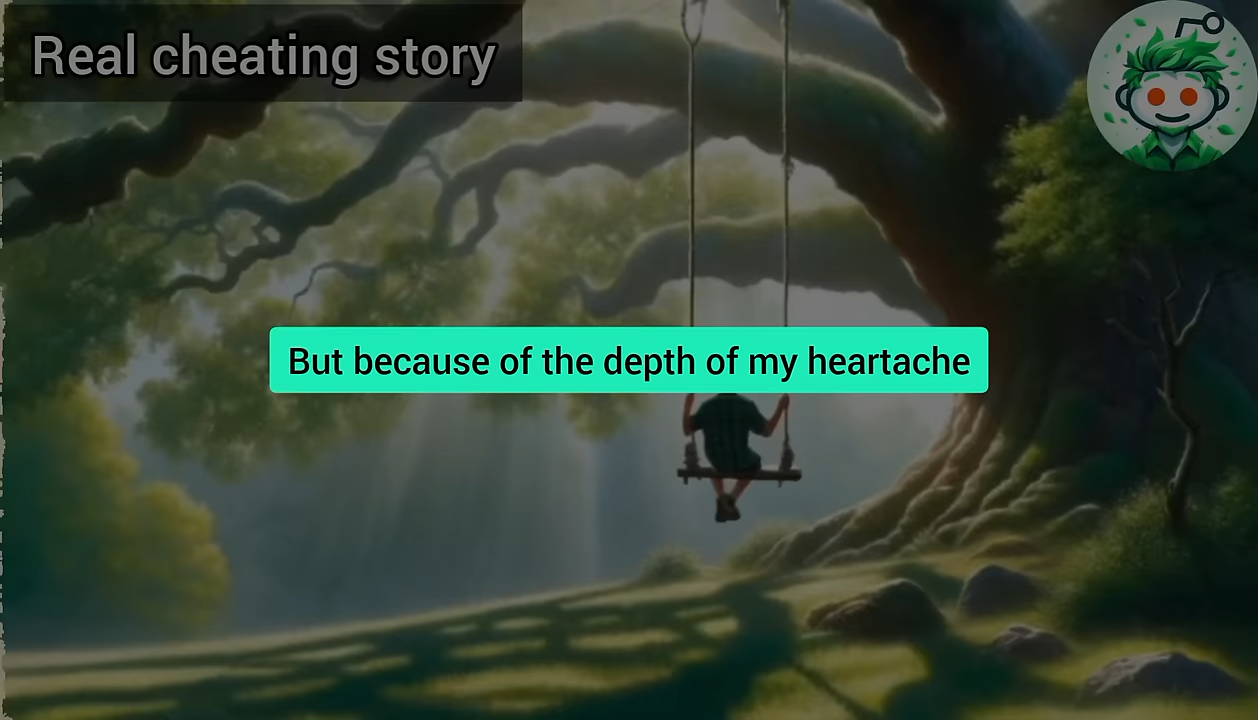 Real cheating story
But because of the depth of my heartache